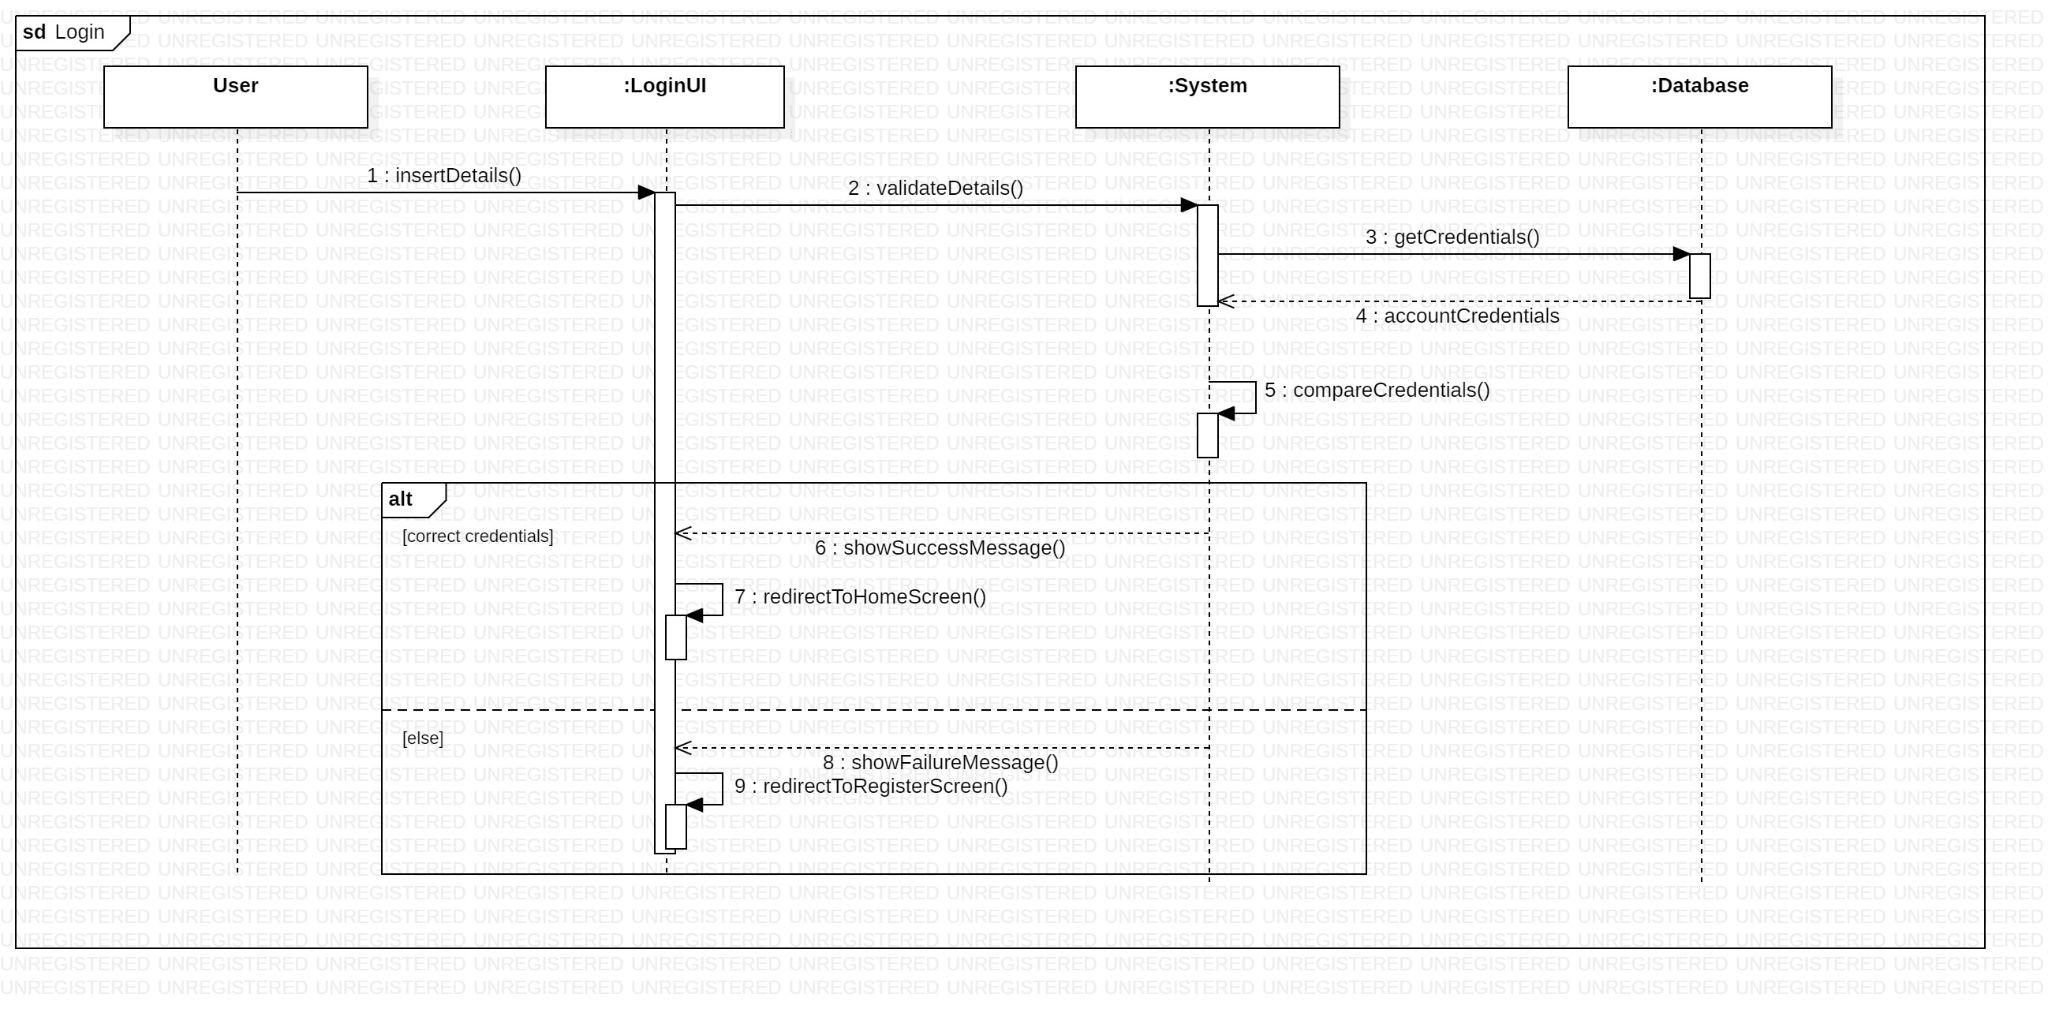 sd Login
User
:LoginUI
:System
:Database
1 : insertDetails()
2 : validateDetails()
3 : getCredentials()
4 : accountCredentials
5 : compareCredentials()
alt
[correct credentials]
6 : showSuccessMessage()
7 : redirectToHomeScreen()
[else]
8 : showFailureMessage()
9 : redirectToRegisterScreen()
UNREGISTERED